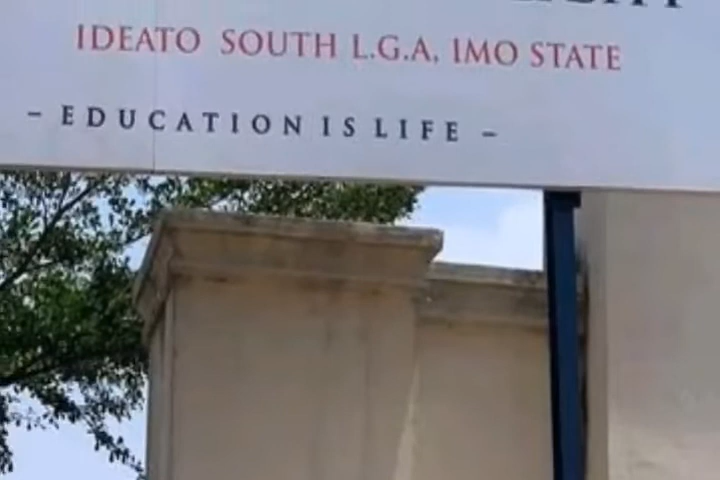 IDEATO SOUTH L.G.A, IMO STATE
– EDUCATION IS LIFE –